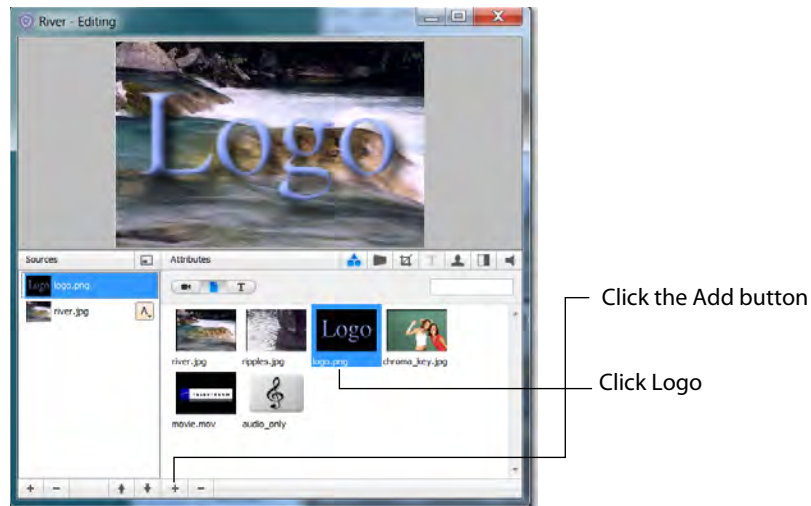 River - Editing
Logo
Sources
Attributes
T
logo.png
Logo
river.jpg
A
T
Logo
river.jpg
ripples.jpg
logo.png
chroma_key.jpg
movie.mov
audio_only
Click the Add button
Click Logo